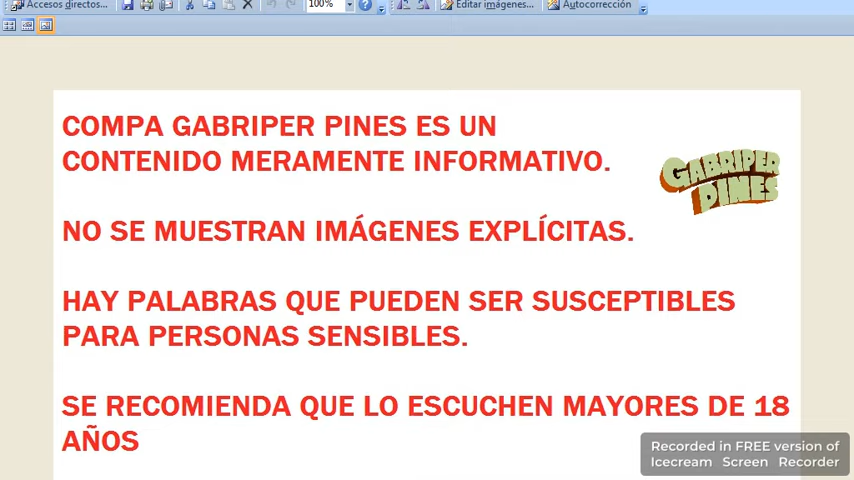 Accesos directos...
100%
Editar imágenes...
Autocorrección
COMPA GABRIPER PINES ES UN
CONTENIDO MERAMENTE INFORMATIVO.
GABRIPER
PINES
NO SE MUESTRAN IMÁGENES EXPLÍCITAS.
HAY PALABRAS QUE PUEDEN SER SUSCEPTIBLES
PARA PERSONAS SENSIBLES.
SE RECOMIENDA QUE LO ESCUCHEN MAYORES DE 18
AÑOS
Recorded in FREE version of
Icecream Screen Recorder